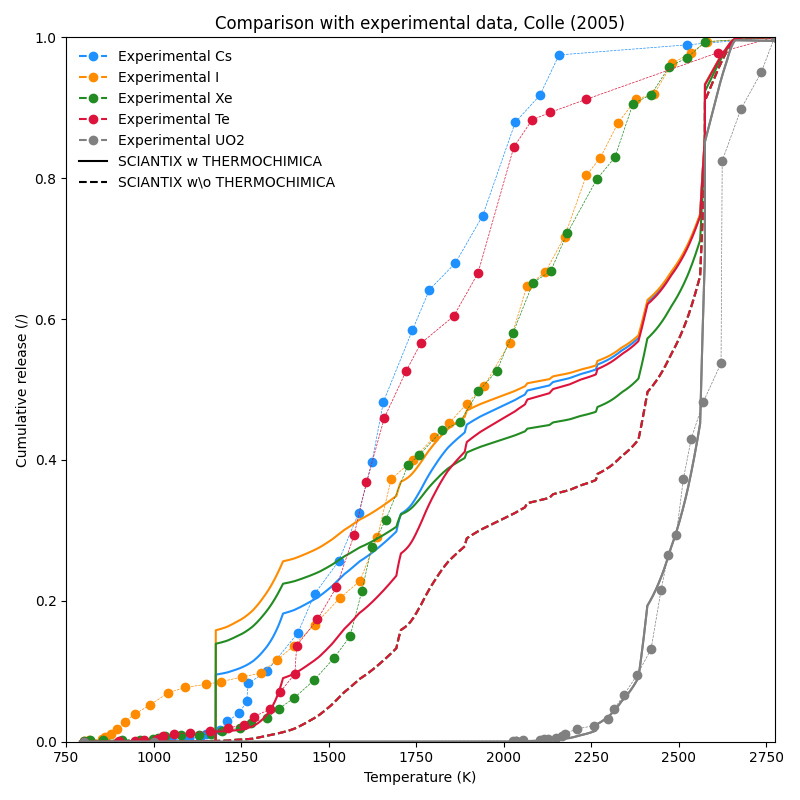 Comparison with experimental data, Colle (2005)
1.0
0.8
0.6
0.4
0.2
0.0
Cumulative release (/)
Experimental Cs
Experimental I
Experimental Xe
Experimental Te
Experimental UO2
SCIANTIX w THERMOCHIMICA
SCIANTIX w\o THERMOCHIMICA
750 1000 1250 1500 1750 2000 2250 2500 2750
Temperature (K)